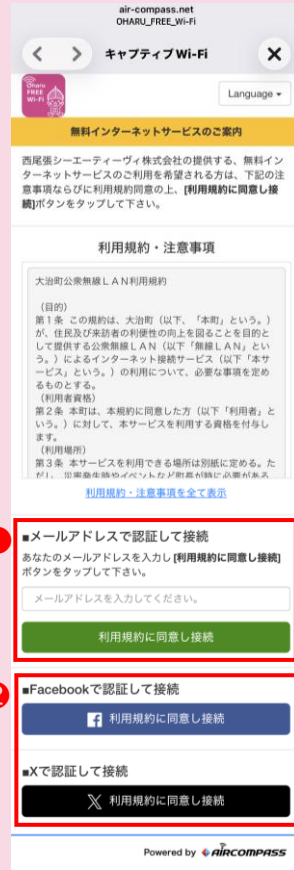 air-compass.net
OHARU_FREE_Wi-Fi
キャプティブ Wi-Fi
Oharu
FREE
Wi-Fi
Language
無料インターネットサービスのご案内
西尾張シーエーティーヴィ株式会社の提供する、無料イン
ターネットサービスのご利用を希望される方は、下記の注
意事項ならびに利用規約同意の上、[利用規約に同意し接
続]ボタンをタップして下さい。
利用規約・注意事項
大治町公衆無線ＬＡＮ利用規約
（目的）
第１条 この規約は、大治町（以下、「本町」という。）
が、住民及び来訪者の利便性の向上を図ることを目的と
して提供する公衆無線ＬＡＮ（以下「無線ＬＡＮ」とい
う。）によるインターネット接続サービス（以下「本サ
ービス」という。）の利用について、必要な事項を定め
るものとする。
（利用者資格）
第２条 本町は、本規約に同意した方（以下「利用者」と
いう。）に対して、本サービスを利用する資格を付与し
ます。
（利用場所）
第３条 本サービスを利用できる場所は別紙に定める。た
だし、災害発生時やイベントなど町長が特に必要がある
利用規約・注意事項を全て表示
■メールアドレスで認証して接続
あなたのメールアドレスを入力し[利用規約に同意し接続]
ボタンをタップして下さい。
メールアドレスを入力してください。
利用規約に同意し接続
2
■Facebookで認証して接続
利用規約に同意し接続
■Xで認証して接続
利用規約に同意し接続
Powered by AIRCOMPASS